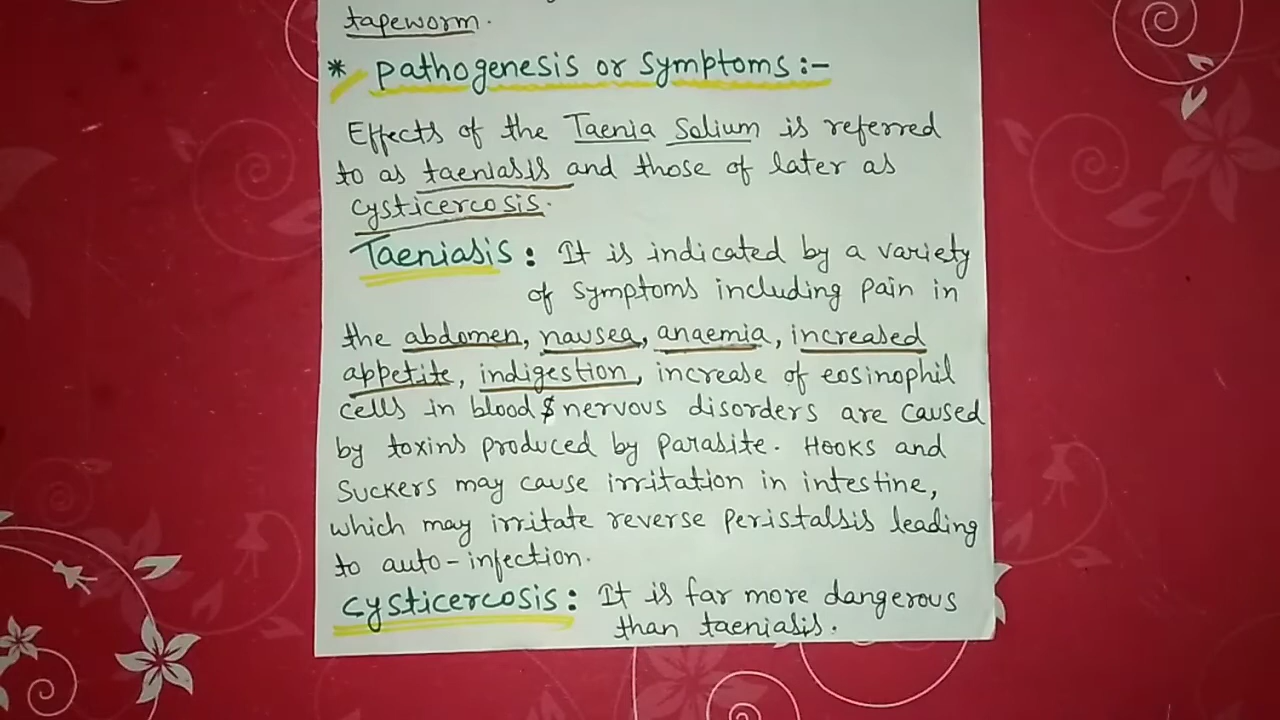 tapeworm.
* Pathogenesis or Symptoms :-
Effects of the Taenia Solium is referred
to as taeniasis and those of later as
cysticercosis.
Taeniasis : It is indicated by a variety
of symptoms including pain in
the abdomen, nausea, anaemia, increased
appetite, indigestion, increase of eosinophil
cells in blood & nervous disorders are caused
by toxins produced by parasite. Hooks and
Suckers may cause irritation in intestine,
which may irritate reverse peristalsis leading
to auto-infection.
Cysticercosis : It is far more dangerous
than taeniasis.